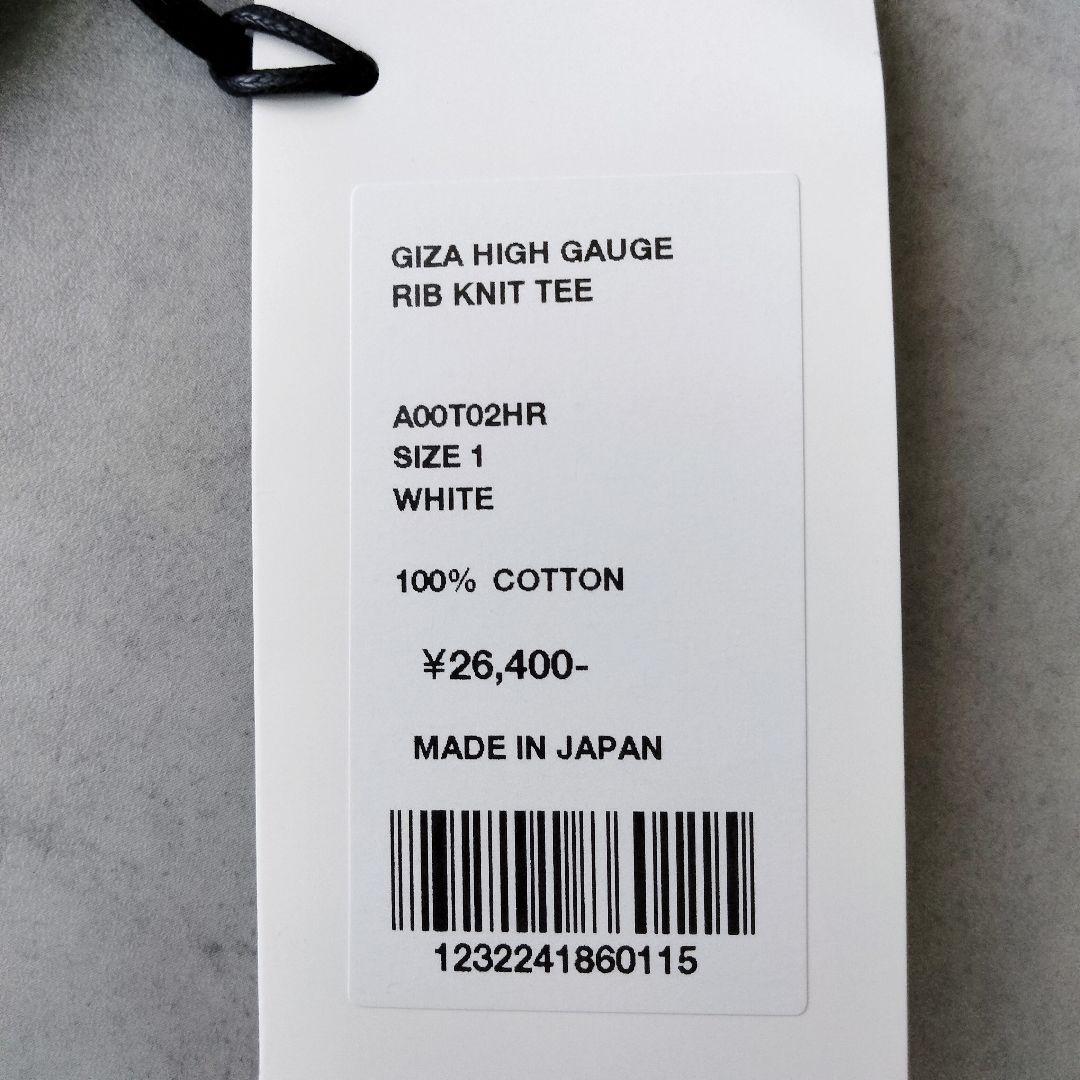 GIZA HIGH GAUGE
RIB KNIT TEE
A00T02HR
SIZE 1
WHITE
100% COTTON
¥26,400-
MADE IN JAPAN
1232241860115